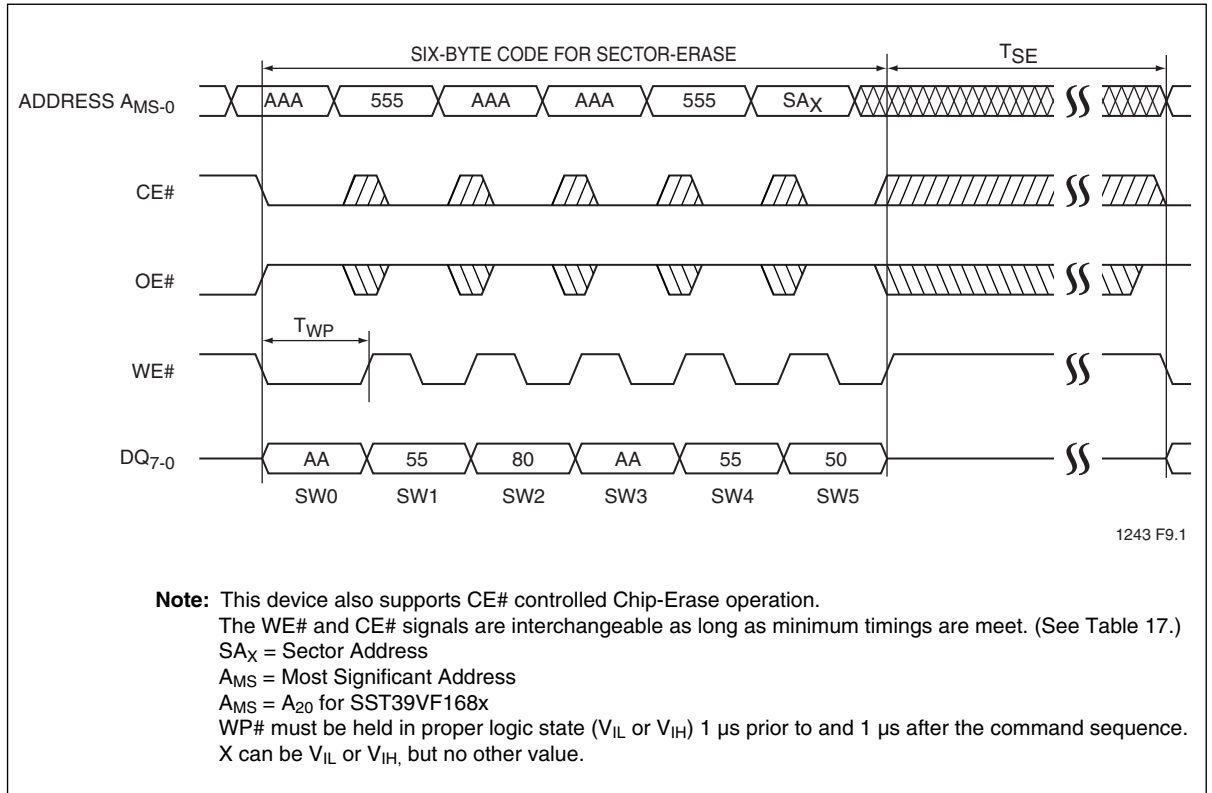 SIX-BYTE CODE FOR SECTOR-ERASE TSE
ADDRESS AMS-0 AAA 555 AAA AAA 555 SAX
CE#
OE#
TWP
WE#
DQ7-0 AA 55 80 AA 55 50
SW0 SW1 SW2 SW3 SW4 SW5
1243 F9.1
Note: This device also supports CE# controlled Chip-Erase operation.
The WE# and CE# signals are interchangeable as long as minimum timings are meet. (See Table 17.)
SAX = Sector Address
AMS = Most Significant Address
AMS = A20 for SST39VF168x
WP# must be held in proper logic state (VIL or VIH) 1 µs prior to and 1 µs after the command sequence.
X can be VIL or VIH, but no other value.